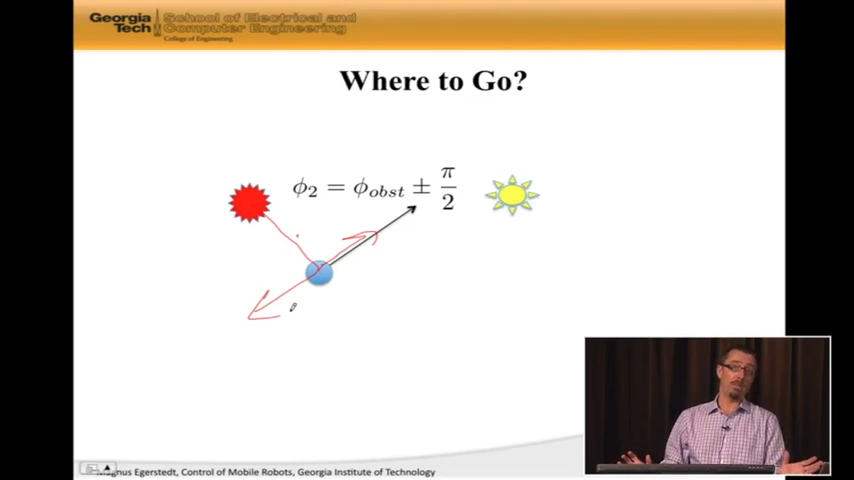 Georgia Tech
School of Electrical and
Computer Engineering
College of Engineering
Where to Go?
ϕ₂ = ϕ_obst ± π/2
Magnus Egerstedt, Control of Mobile Robots, Georgia Institute of Technology